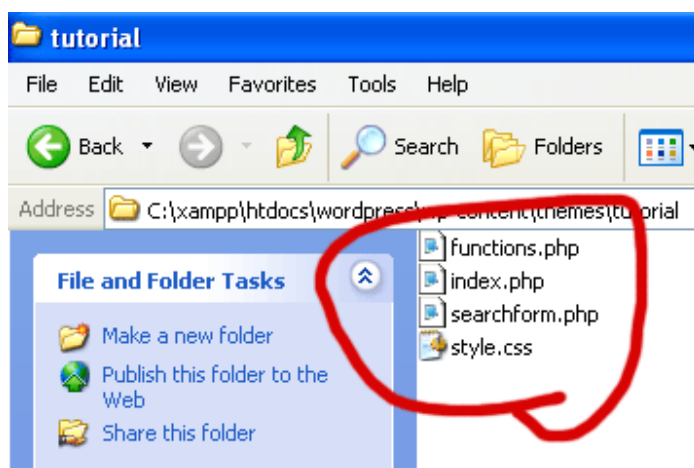 tutorial
File Edit View Favorites Tools Help
Back Search Folders
Address C:\xampp\htdocs\wordpress\wp-content\themes\tutorial
functions.php
File and Folder Tasks index.php
searchform.php
Make a new folder style.css
Publish this folder to the
Web
Share this folder